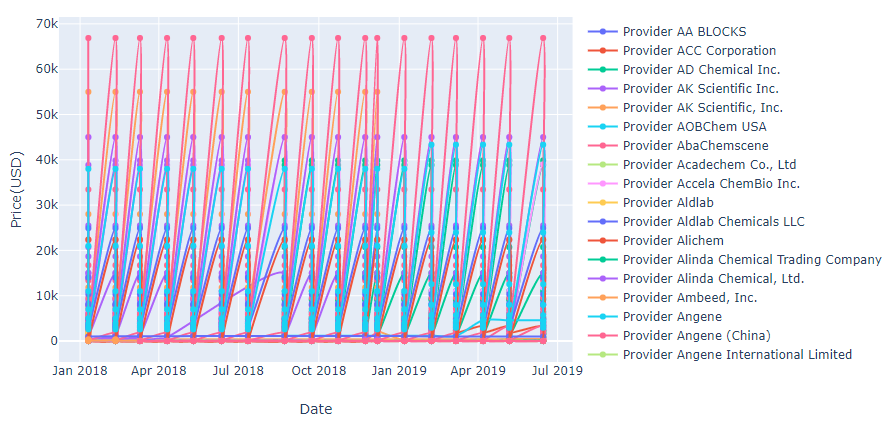 70k
60k
50k
40k
30k
20k
10k
0
Price(USD)
Jan 2018
Apr 2018
Jul 2018
Oct 2018
Jan 2019
Apr 2019
Jul 2019
Date
Provider AA BLOCKS
Provider ACC Corporation
Provider AD Chemical Inc.
Provider AK Scientific Inc.
Provider AK Scientific, Inc.
Provider AOBChem USA
Provider AbaChemscene
Provider Acadechem Co., Ltd
Provider Accela ChemBio Inc.
Provider Aldlab
Provider Aldlab Chemicals LLC
Provider Alichem
Provider Alinda Chemical Trading Company
Provider Alinda Chemical, Ltd.
Provider Ambeed, Inc.
Provider Angene
Provider Angene (China)
Provider Angene International Limited